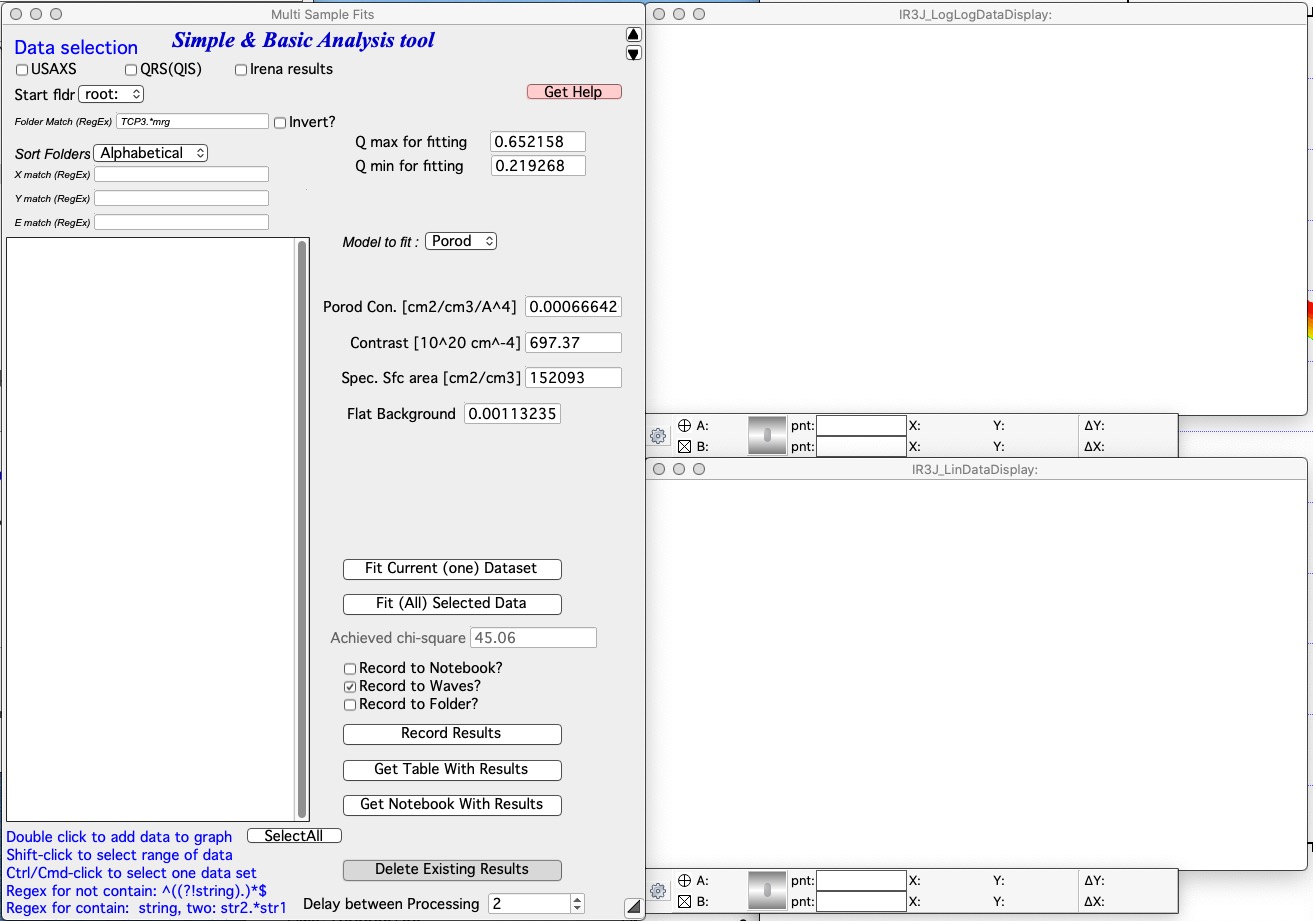 Multi Sample Fits
Data selection
Simple & Basic Analysis tool
USAXS
QRS(QIS)
Irena results
Start fldr root:
Get Help
Folder Match (RegEx) TCP3.*mrg
Invert?
Q max for fitting 0.652158
Sort Folders Alphabetical
Q min for fitting 0.219268
X match (RegEx)
Y match (RegEx)
E match (RegEx)
Model to fit : Porod
Porod Con. [cm2/cm3/A^4] 0.00066642
Contrast [10^20 cm^-4] 697.37
Spec. Sfc area [cm2/cm3] 152093
Flat Background 0.00113235
Fit Current (one) Dataset
Fit (All) Selected Data
Achieved chi-square 45.06
Record to Notebook?
Record to Waves?
Record to Folder?
Record Results
Get Table With Results
Get Notebook With Results
Double click to add data to graph
SelectAll
Shift-click to select range of data
Ctrl/Cmd-click to select one data set
Delete Existing Results
Regex for not contain: ^((?!string).)*$
Regex for contain: string, two: str2.*str1
Delay between Processing 2
IR3J_LogLogDataDisplay:
A: pnt: X: Y: ΔY:
B: pnt: X: Y: ΔX:
IR3J_LinDataDisplay:
A: pnt: X: Y: ΔY:
B: pnt: X: Y: ΔX: